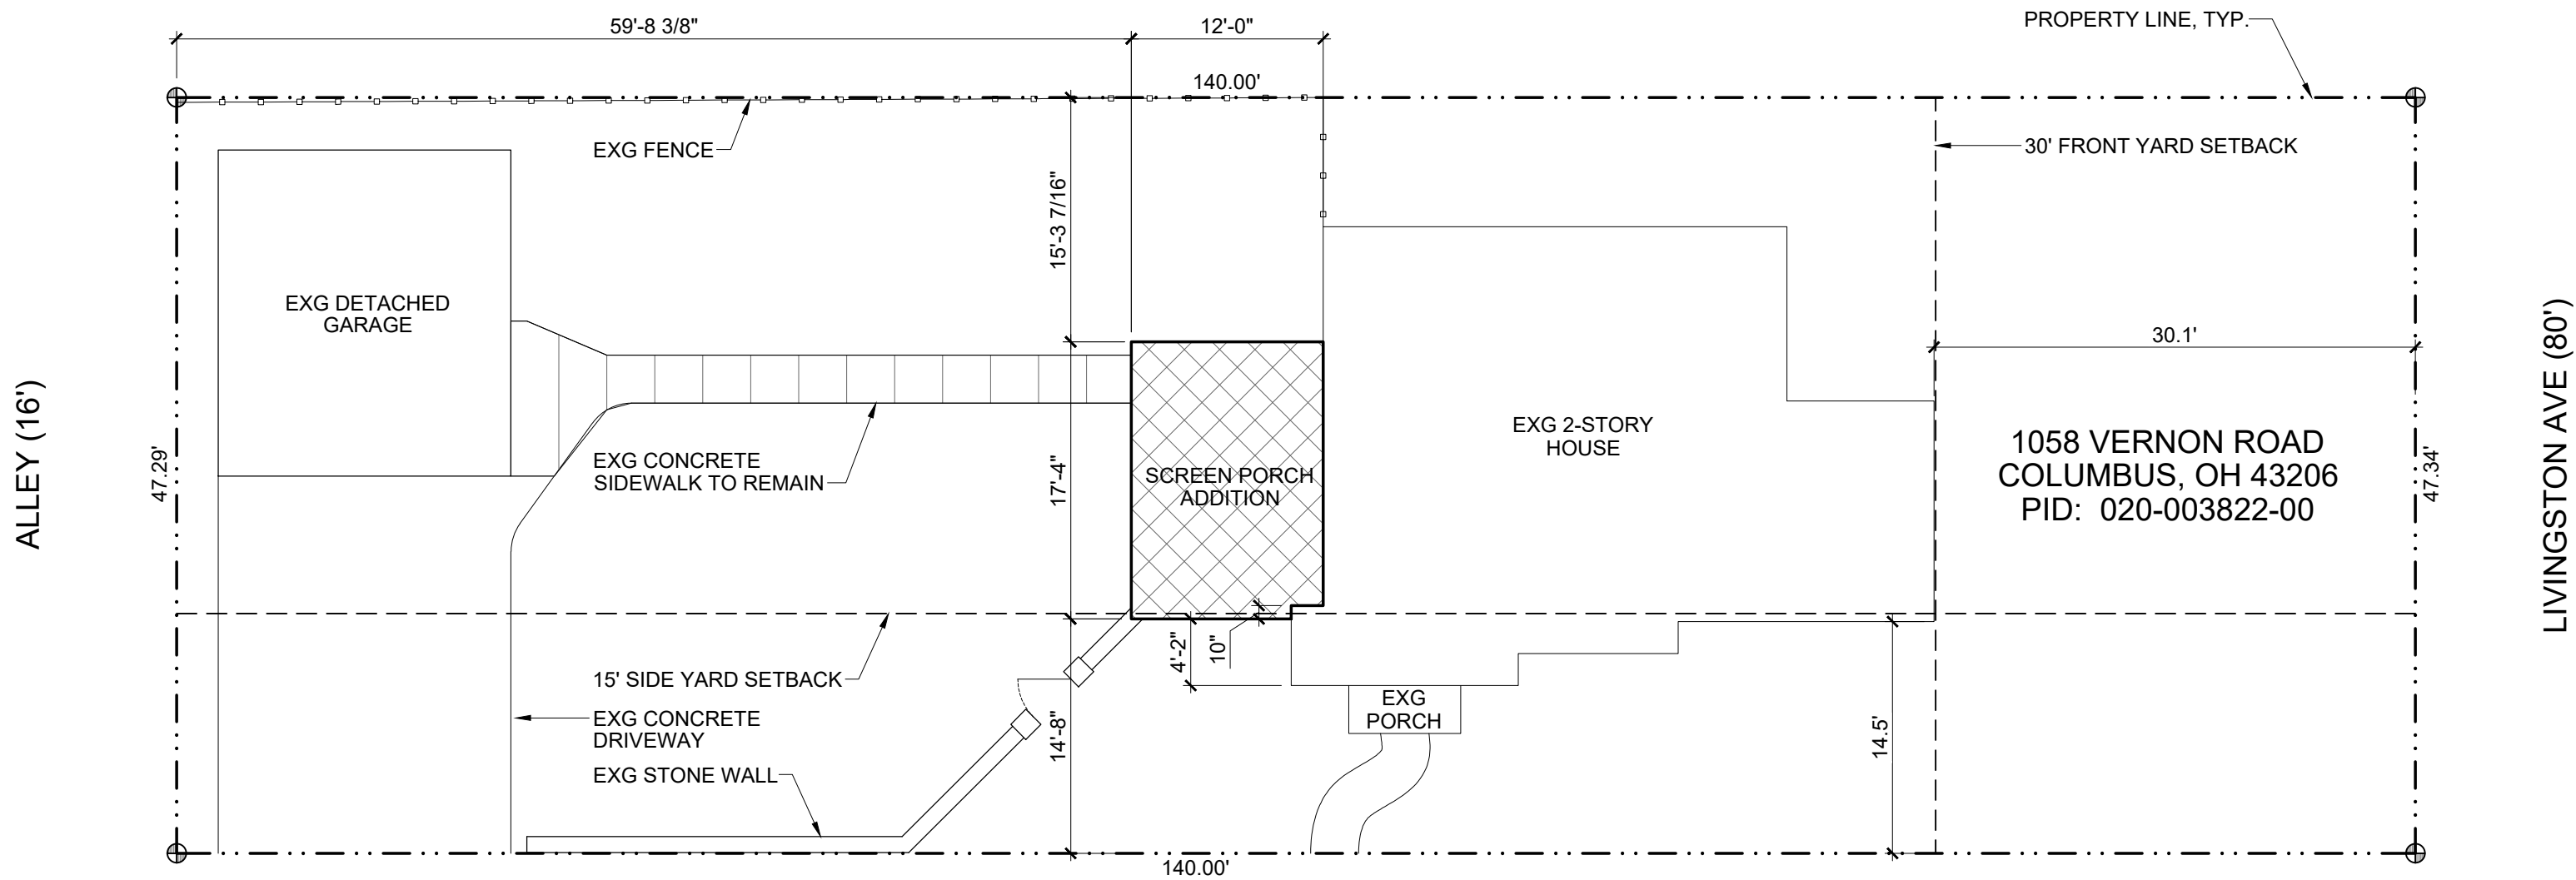 PROPERTY LINE, TYP.
59'-8 3/8"
12'-0"
140.00'
EXG FENCE
30' FRONT YARD SETBACK
15'-3 7/16"
EXG DETACHED
GARAGE
30.1'
ALLEY (16')
47.29'
EXG CONCRETE
SIDEWALK TO REMAIN
17'-4"
SCREEN PORCH
ADDITION
EXG 2-STORY
HOUSE
1058 VERNON ROAD
COLUMBUS, OH 43206
PID: 020-003822-00
47.34'
LIVINGSTON AVE (80')
4'-2"
10"
15' SIDE YARD SETBACK
EXG CONCRETE
DRIVEWAY
EXG STONE WALL
14'-8"
EXG
PORCH
14.5'
140.00'